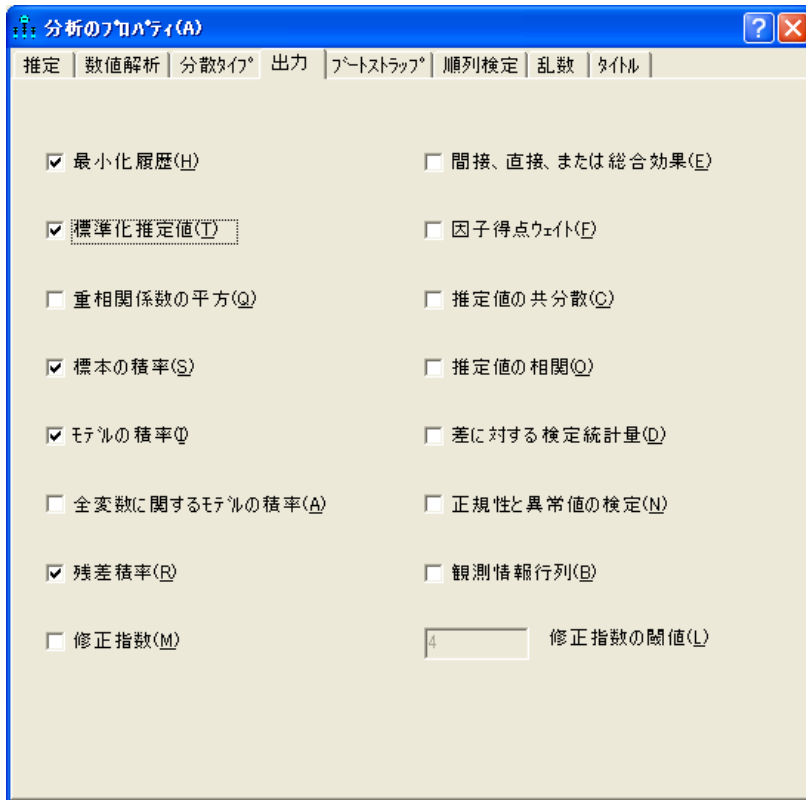 分析のﾌﾟﾛﾊﾟﾃｨ(A)
推定 数値解析 分散ﾀｲﾌﾟ 出力 ﾌﾞｰﾄｽﾄﾗｯﾌﾟ 順列検定 乱数 ﾀｲﾄﾙ
最小化履歴(H) 間接、直接、または総合効果(E)
標準化推定値(T) 因子得点ｳｪｲﾄ(F)
重相関係数の平方(Q) 推定値の共分散(C)
標本の積率(S) 推定値の相関(O)
ﾓﾃﾞﾙの積率(I) 差に対する検定統計量(D)
全変数に関するﾓﾃﾞﾙの積率(A) 正規性と異常値の検定(N)
残差積率(R) 観測情報行列(B)
修正指数(M) 4 修正指数の閾値(L)